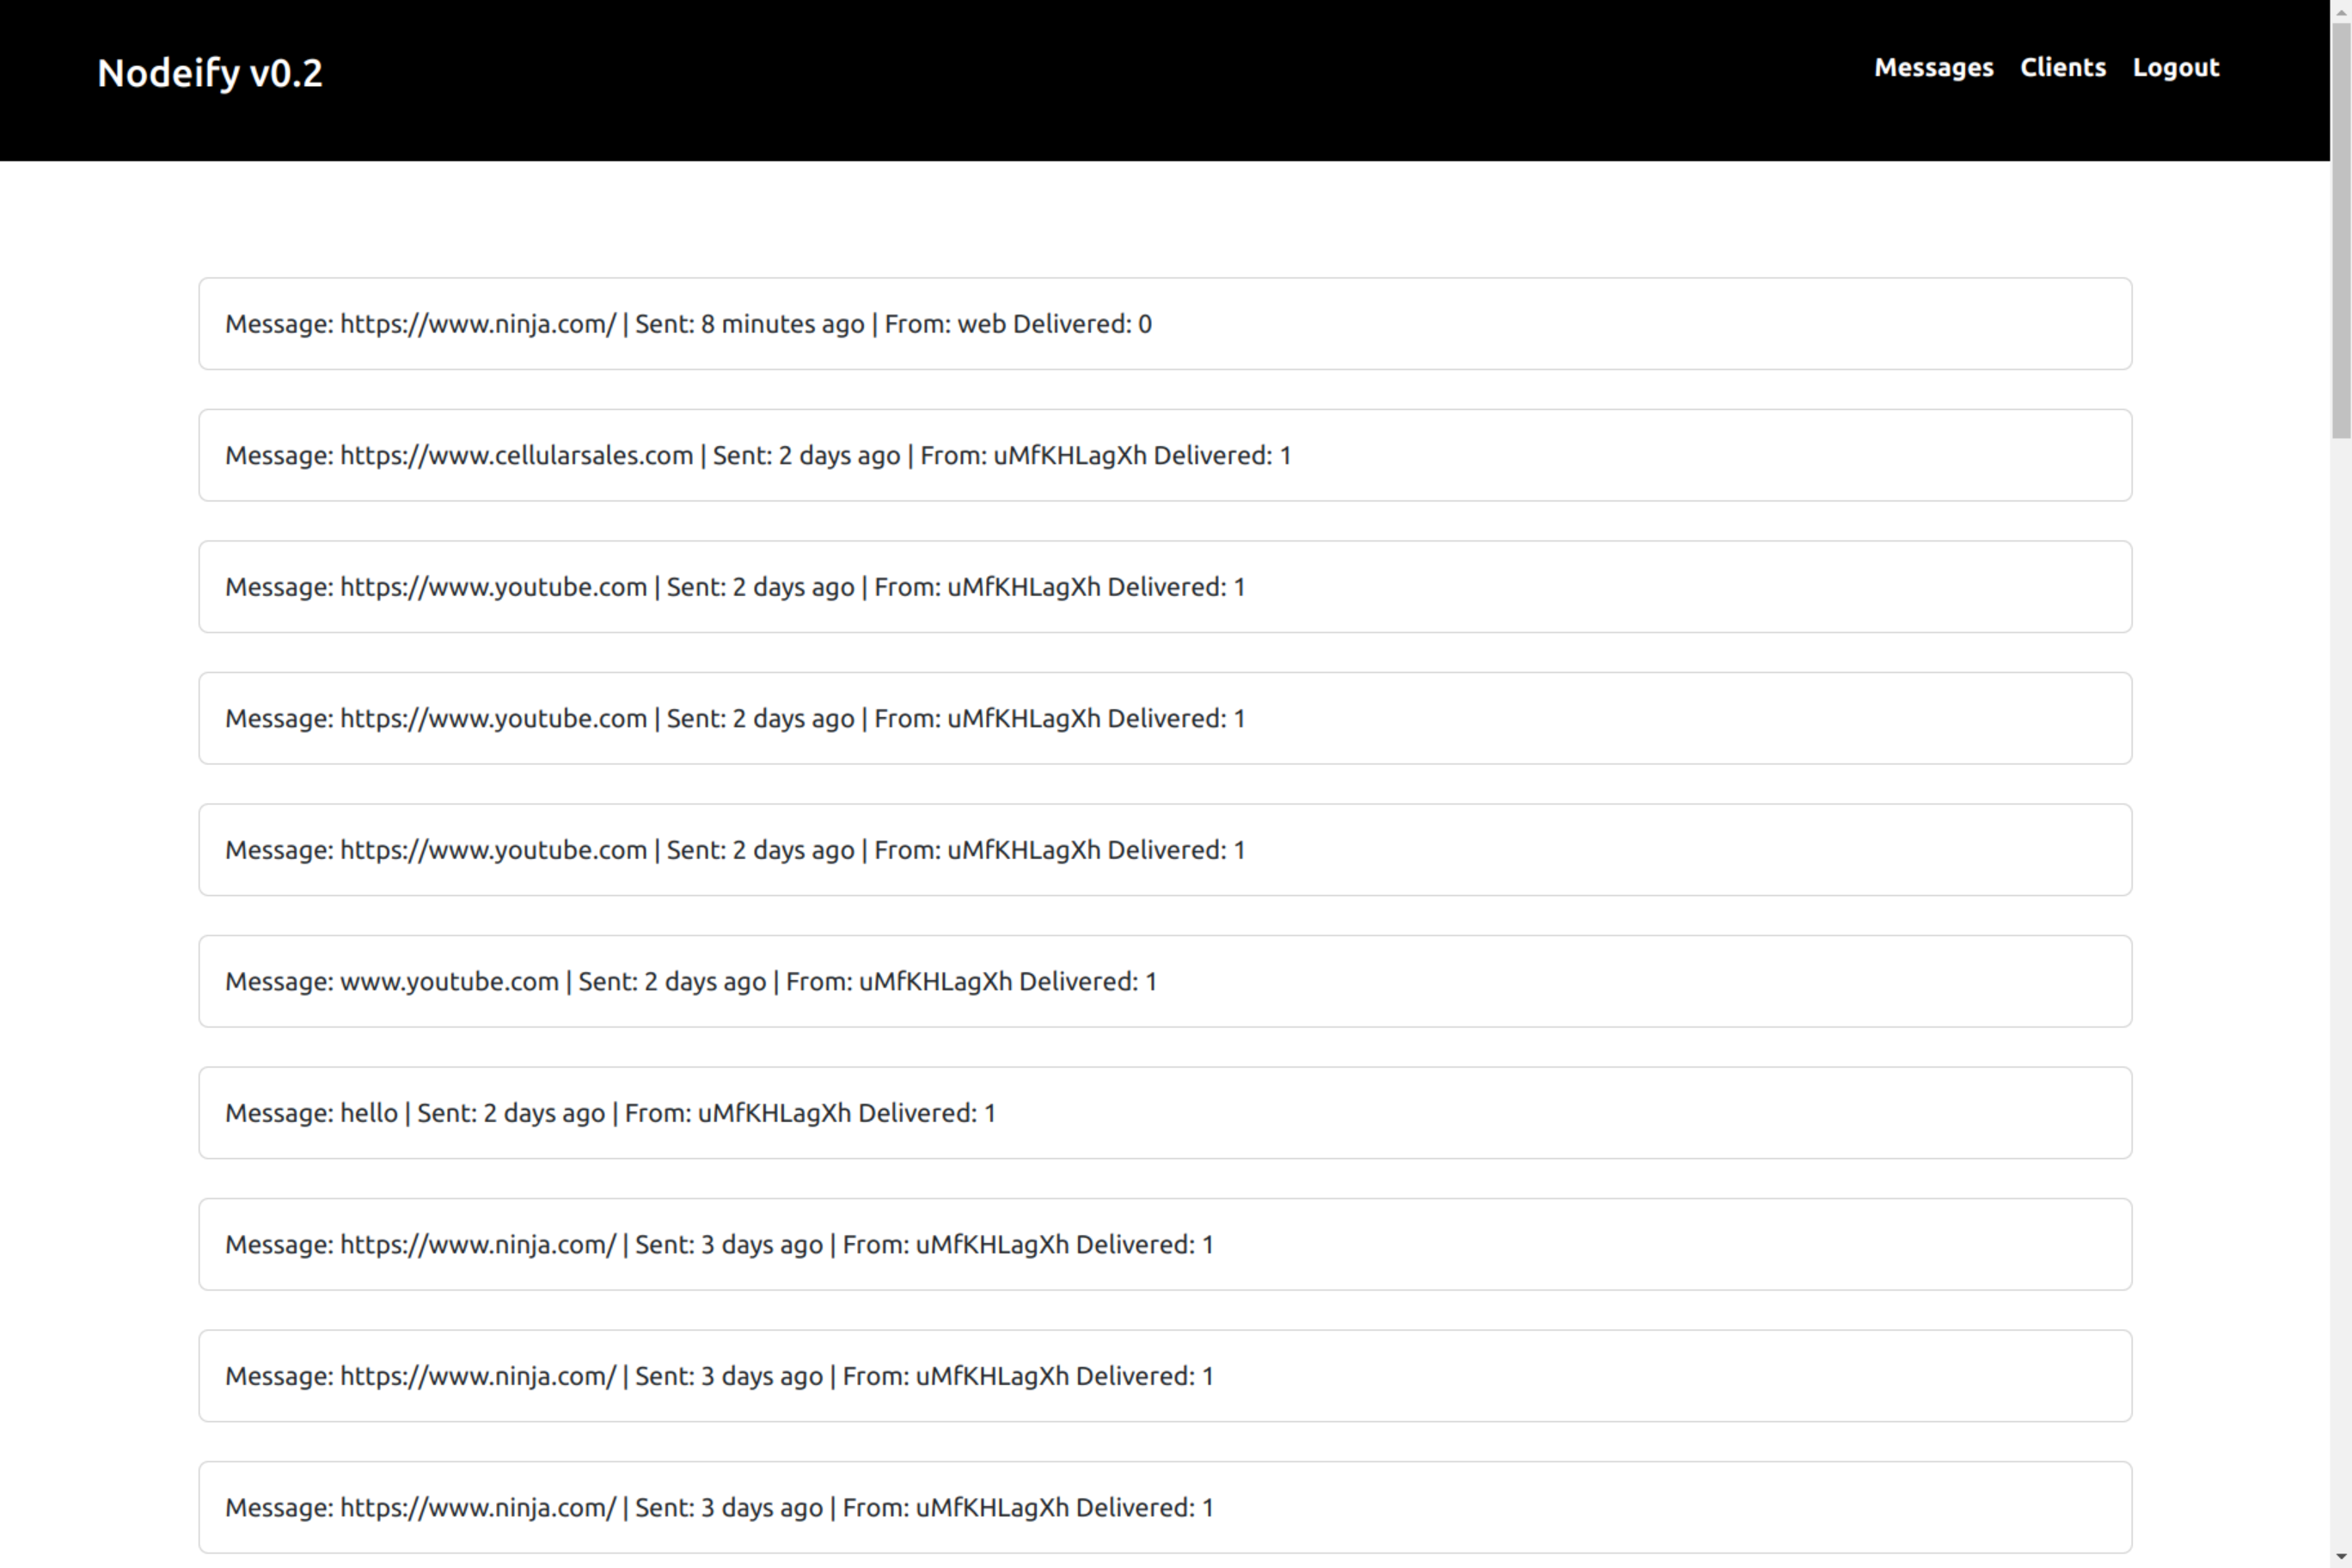 Nodeify v0.2
Messages Clients Logout
Message: https://www.ninja.com/ | Sent: 8 minutes ago | From: web Delivered: 0
Message: https://www.cellularsales.com | Sent: 2 days ago | From: uMfKHLagXh Delivered: 1
Message: https://www.youtube.com | Sent: 2 days ago | From: uMfKHLagXh Delivered: 1
Message: https://www.youtube.com | Sent: 2 days ago | From: uMfKHLagXh Delivered: 1
Message: https://www.youtube.com | Sent: 2 days ago | From: uMfKHLagXh Delivered: 1
Message: www.youtube.com | Sent: 2 days ago | From: uMfKHLagXh Delivered: 1
Message: hello | Sent: 2 days ago | From: uMfKHLagXh Delivered: 1
Message: https://www.ninja.com/ | Sent: 3 days ago | From: uMfKHLagXh Delivered: 1
Message: https://www.ninja.com/ | Sent: 3 days ago | From: uMfKHLagXh Delivered: 1
Message: https://www.ninja.com/ | Sent: 3 days ago | From: uMfKHLagXh Delivered: 1